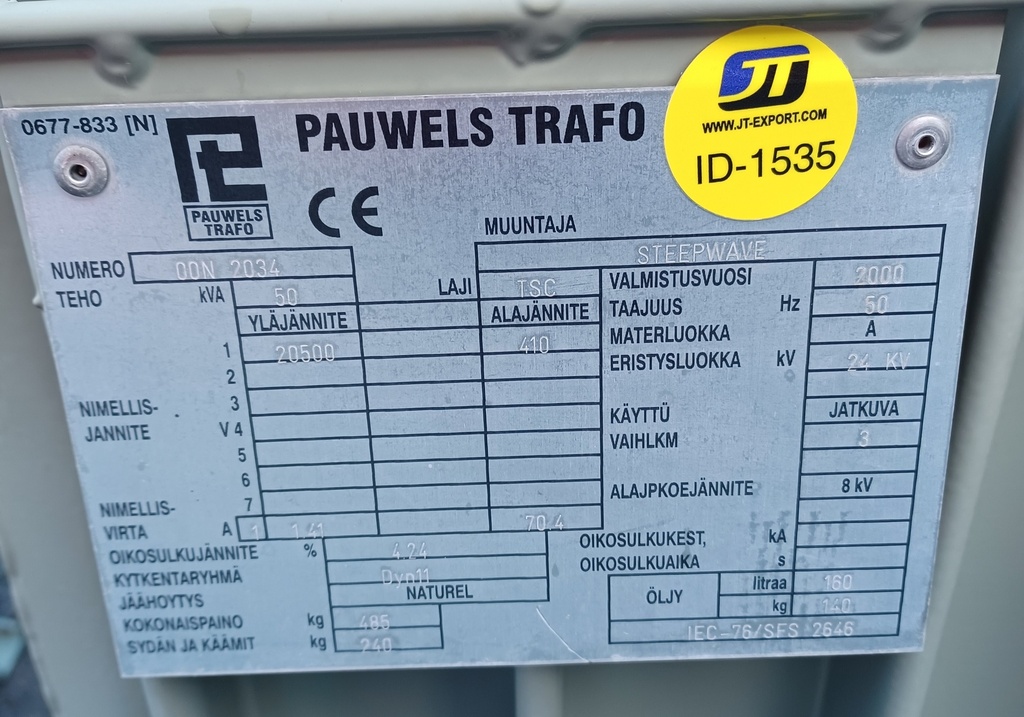 0677-833 [N]
PAUWELS TRAFO
JT
WWW.JT-EXPORT.COM
ID-1535
PAUWELS
TRAFO
CE
MUUNTAJA
STEEPWAVE
NUMERO 00N 2034
TEHO kVA 50 LAJI TSC
YLÄJÄNNITE ALAJÄNNITE
NIMELLIS-
JANNITE V
1 20500 410
2
3
4
5
6
7
NIMELLIS-
VIRTA A 1 1.41 70.4
OIKOSULKUJÄNNITE % 4.24
KYTKENTARYHMÄ Dyn11
JÄÄHOYTYS NATUREL
KOKONAISPAINO kg 485
SYDÄN JA KÄÄMIT kg 240
VALMISTUSVUOSI 2000
TAAJUUS Hz 50
MATERLUOKKA A
ERISTYSLUOKKA kV 24 KV
KÄYTTÜ JATKUVA
VAIHLKM 3
ALAJPKOEJÄNNITE 8 kV
OIKOSULKUKEST, kA
OIKOSULKUAIKA s
ÖLJY litraa 160
kg 140
IEC-76/SFS 2646